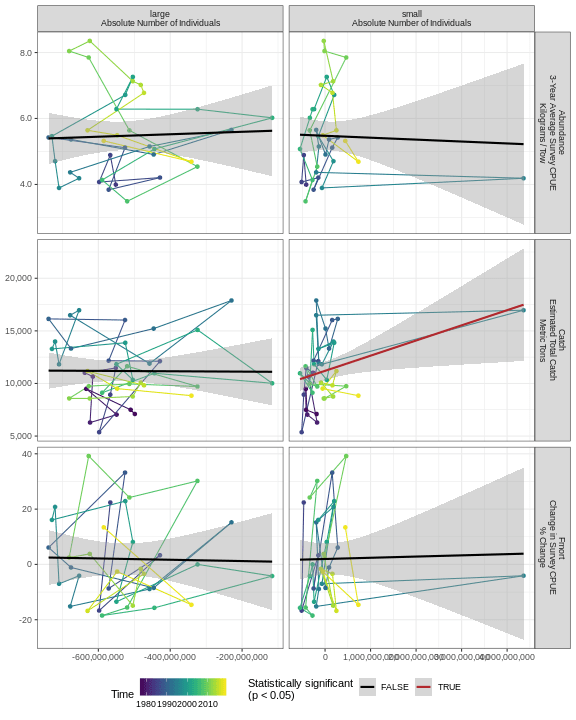 large
Absolute Number of Individuals
small
Absolute Number of Individuals
8.0
6.0
4.0
Abundance
3-Year Average Survey CPUE
Kilograms / Tow
20,000
15,000
10,000
5,000
Catch
Estimated Total Catch
Metric Tons
40
20
0
-20
Fmort
Change in Survey CPUE
% Change
-600,000,000
-400,000,000
-200,000,000
0
1,000,000,000
2,000,000,000
3,000,000,000
4,000,000,000
Time
1980 1990 2000 2010
Statistically significant
(p < 0.05)
FALSE
TRUE